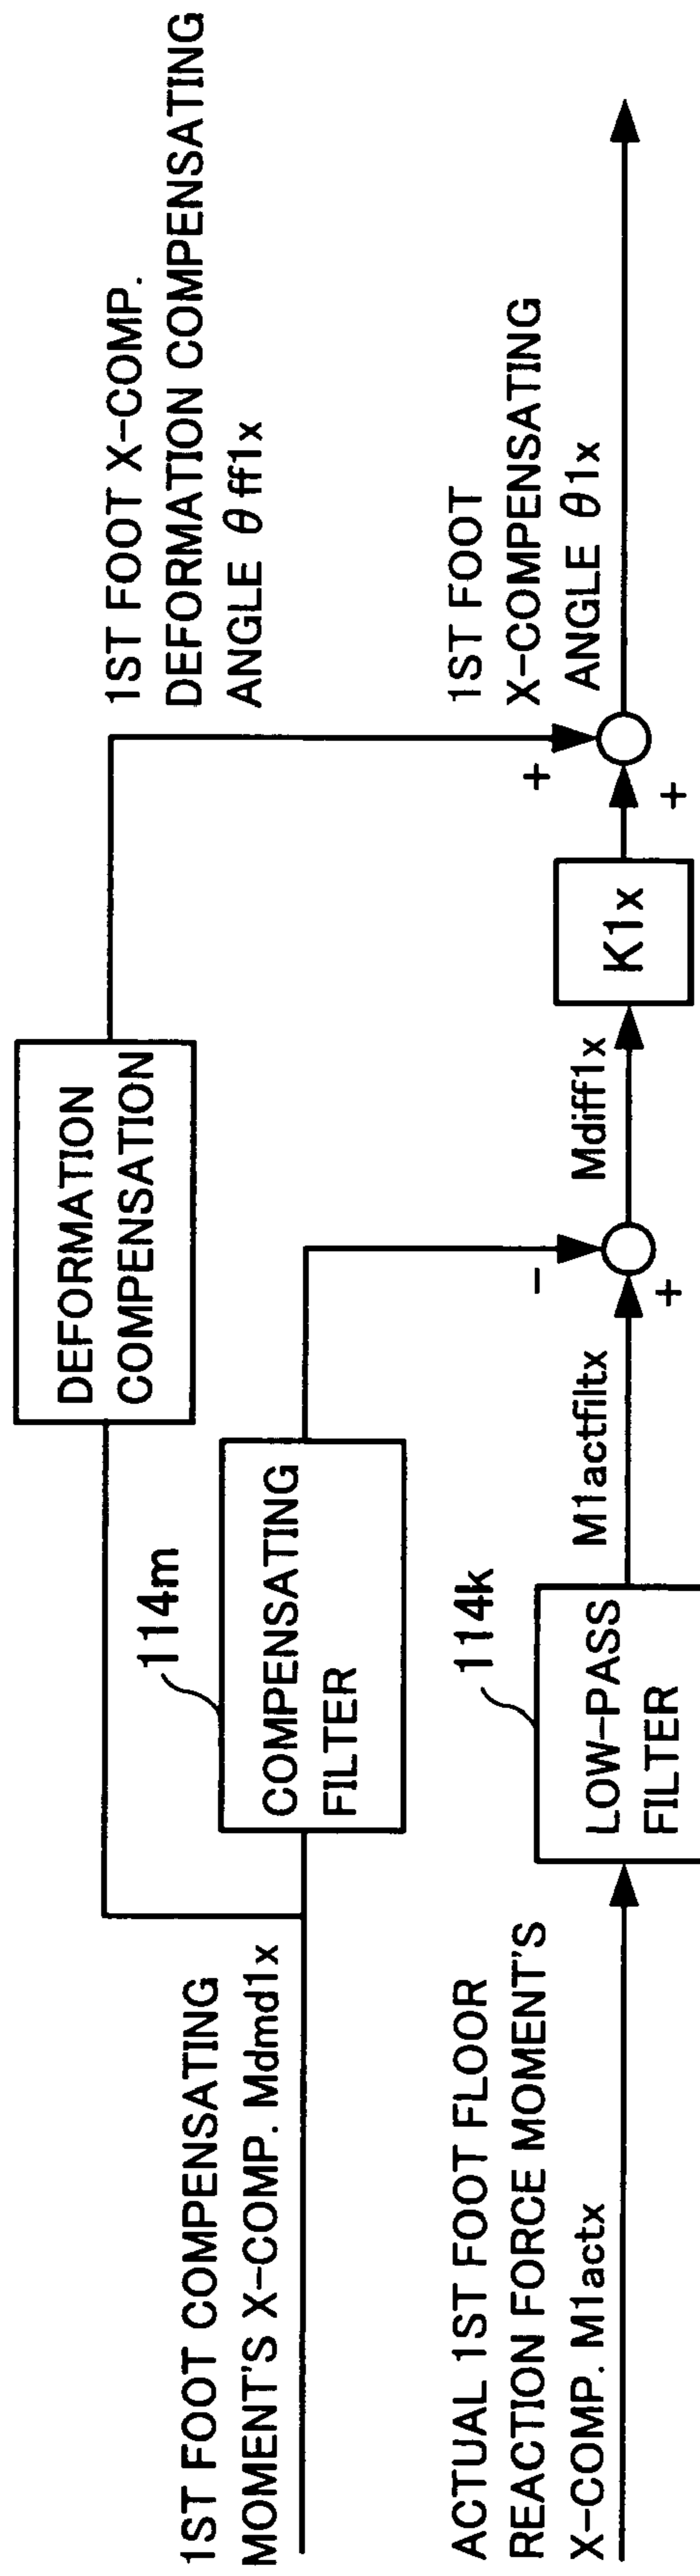 1ST FOOT COMPENSATING
MOMENT'S X-COMP. Mdmd1x
DEFORMATION
COMPENSATION
1ST FOOT X-COMP.
DEFORMATION COMPENSATING
ANGLE θ ff1x
114m
COMPENSATING
FILTER
ACTUAL 1ST FOOT FLOOR
REACTION FORCE MOMENT'S
X-COMP. M1actx
114k
LOW-PASS
FILTER
M1actfiltx
-
+
Mdiff1x
K1x
+
+
1ST FOOT
X-COMPENSATING
ANGLE θ1x